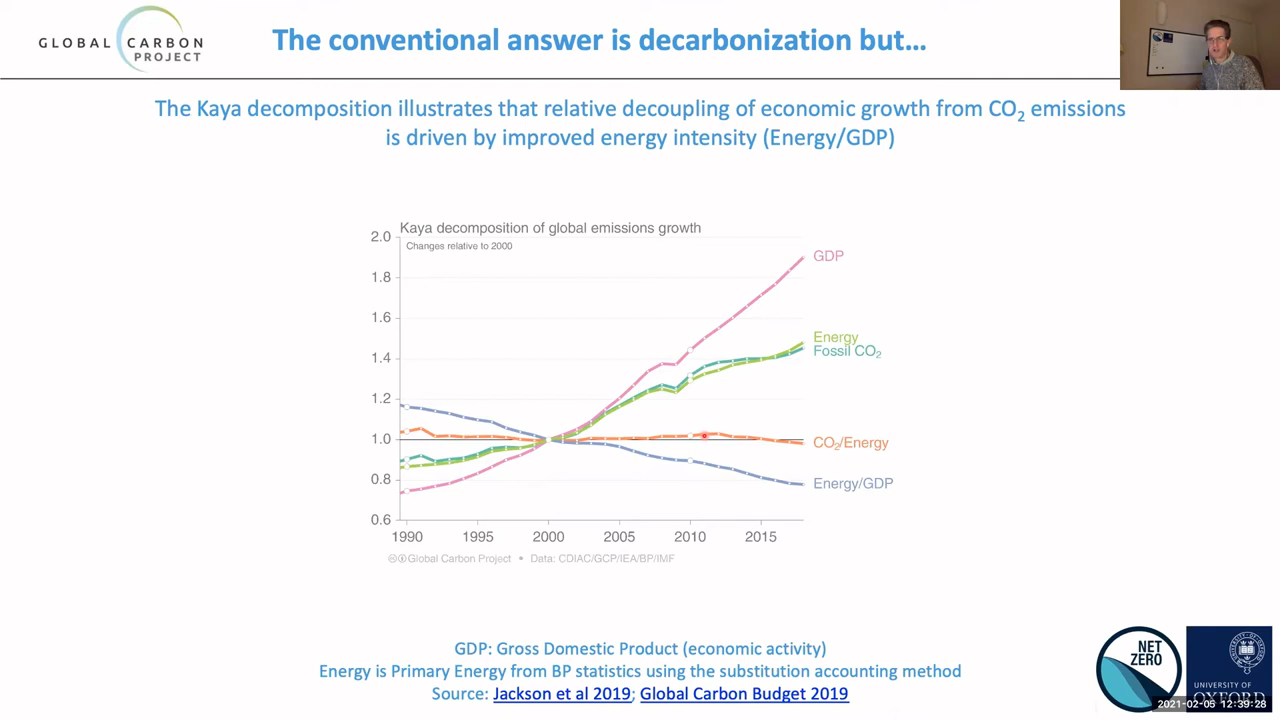 GLOBAL CARBON
PROJECT
The conventional answer is decarbonization but…
The Kaya decomposition illustrates that relative decoupling of economic growth from CO₂ emissions
is driven by improved energy intensity (Energy/GDP)
Kaya decomposition of global emissions growth
Changes relative to 2000
2.0
1.8
1.6
1.4
1.2
1.0
0.8
0.6
GDP
Energy
Fossil CO₂
CO₂/Energy
Energy/GDP
1990 1995 2000 2005 2010 2015
Global Carbon Project • Data: CDIAC/GCP/IEA/BP/IMF
GDP: Gross Domestic Product (economic activity)
Energy is Primary Energy from BP statistics using the substitution accounting method
Source: Jackson et al 2019; Global Carbon Budget 2019
NET
ZERO
UNIVERSITY OF
OXFORD
2021-02-05 12:39:28